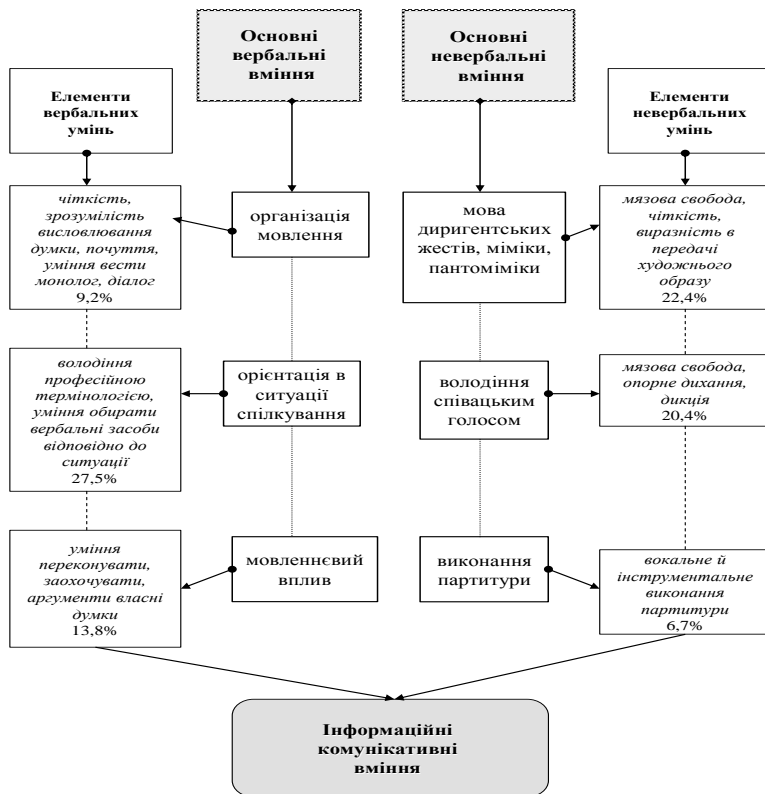 Основні
вербальні
вміння
Основні
невербальні
вміння
Елементи
вербальних
умінь
Елементи
невербальних
умінь
чіткість,
зрозумілість
висловлювання
думки, почуття,
уміння вести
монолог, діалог
9,2%
організація
мовлення
мова
диригентських
жестів, міміки,
пантоміміки
мязова свобода,
чіткість,
виразність в
передачі
художнього
образу
22,4%
володіння
професійною
термінологією,
уміння обирати
вербальні засоби
відповідно до
ситуації
27,5%
орієнтація в
ситуації
спілкування
володіння
співацьким
голосом
мязова свобода,
опорне дихання,
дикція
20,4%
уміння
переконувати,
заохочувати,
аргументи власні
думки
13,8%
мовленнєвий
вплив
виконання
партитури
вокальне й
інструментальне
виконання
партитури
6,7%
Інформаційні
комунікативні
вміння